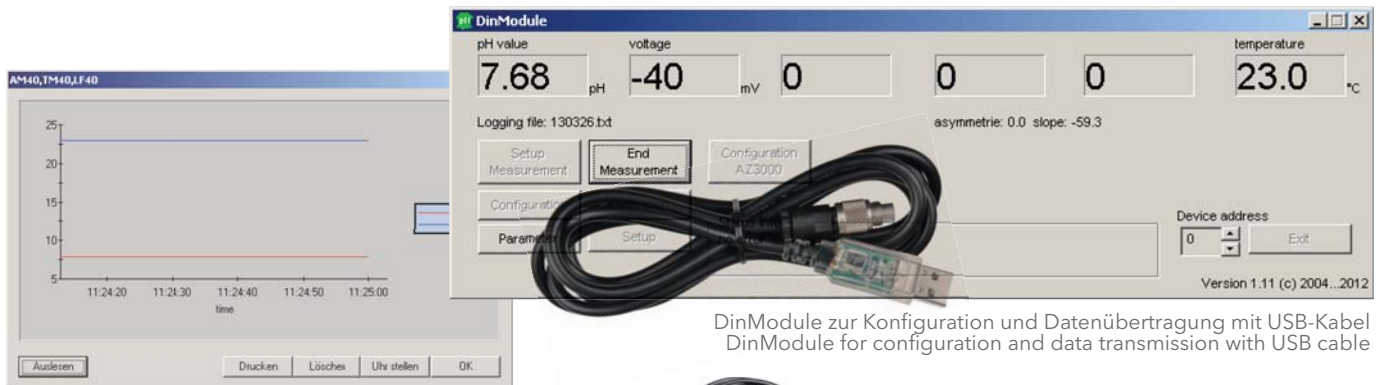 DinModule
pH value voltage temperature
7.68 pH -40 mV 0 0 0 23.0 °C
Logging file: 130326.txt asymmetrie: 0.0 slope: -59.3
Setup Measurement
End Measurement
Configuration AZ3000
Configuration
Parameter
Setup
Device address
0
Exit
Version 1.11 (c) 2004...2012
AM40,TM40,LF40
25
20
15
10
5
11:24:20 11:24:30 11:24:40 11:24:50 11:25:00
time
Auslesen Drucken Löschen Uhr stellen OK
DinModule zur Konfiguration und Datenübertragung mit USB-Kabel
DinModule for configuration and data transmission with USB cable